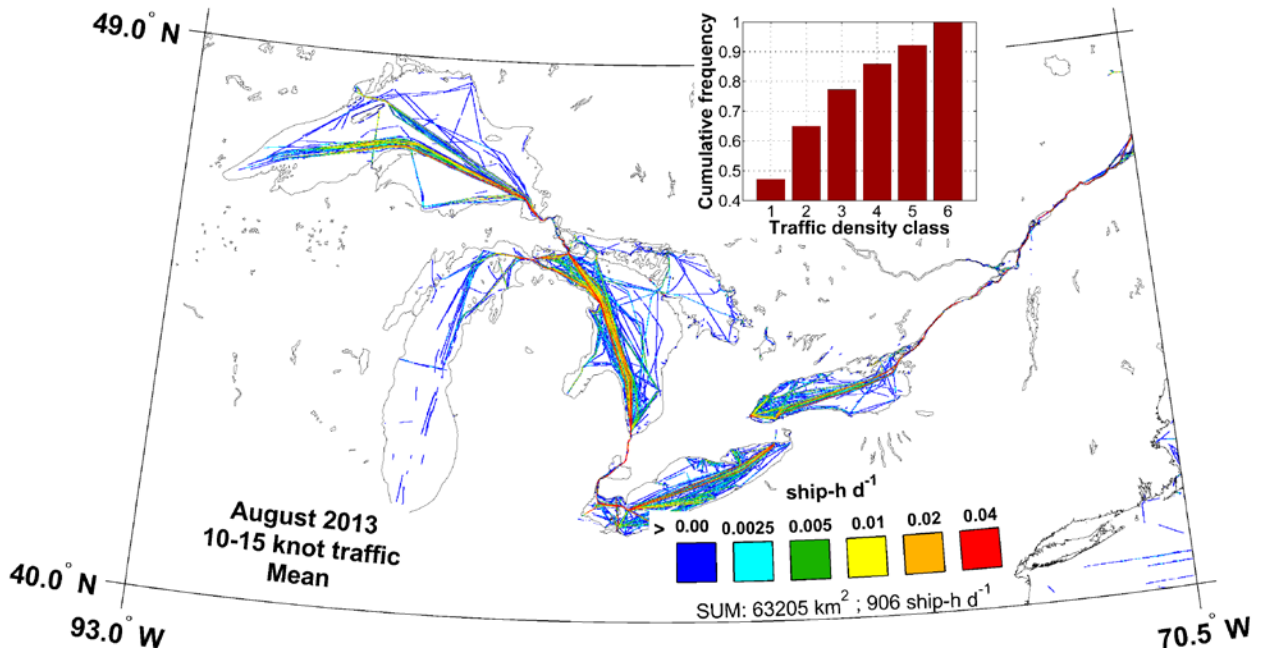 49.0° N
1
0.9
0.8
0.7
0.6
0.5
0.4
Cumulative frequency
1 2 3 4 5 6
Traffic density class
August 2013
10-15 knot traffic
Mean
ship-h d⁻¹
> 0.00 0.0025 0.005 0.01 0.02 0.04
SUM: 63205 km² ; 906 ship-h d⁻¹
40.0° N
93.0° W
70.5° W